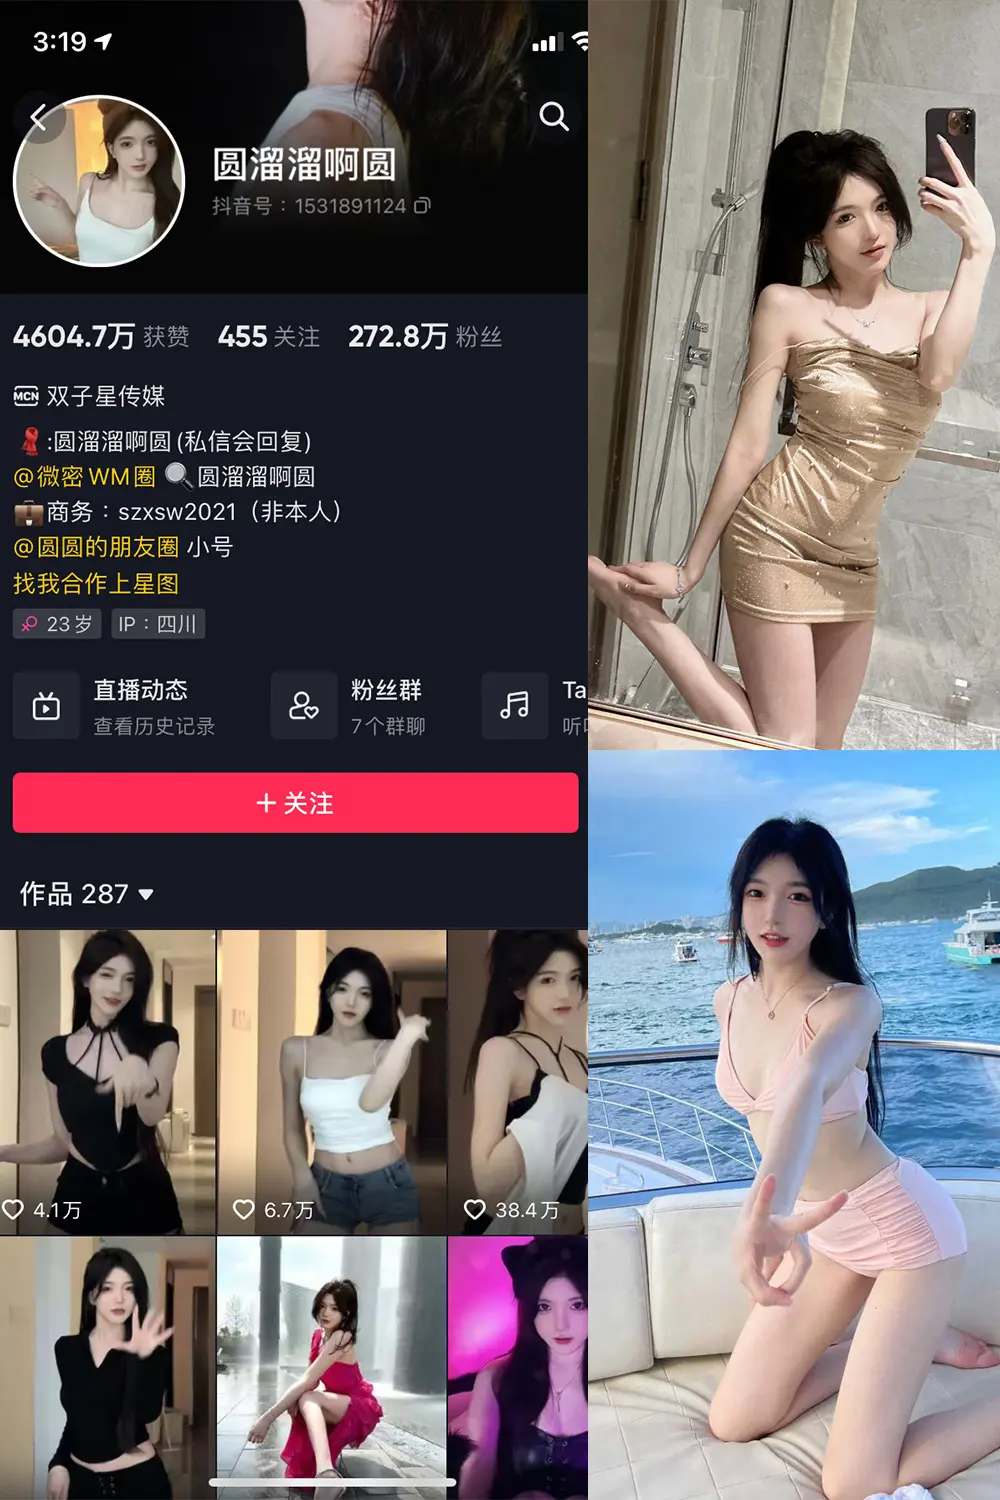 3:19
圆溜溜啊圆
抖音号：1531891124
4604.7万 获赞 455 关注 272.8万 粉丝
MCN 双子星传媒
:圆溜溜啊圆(私信会回复)
@微密WM圈 圆溜溜啊圆
商务：szxsw2021（非本人）
@圆圆的朋友圈 小号
找我合作上星图
23岁 IP：四川
直播动态 粉丝群 Ta
查看历史记录 7个群聊 听
+关注
作品 287
4.1万 6.7万 38.4万